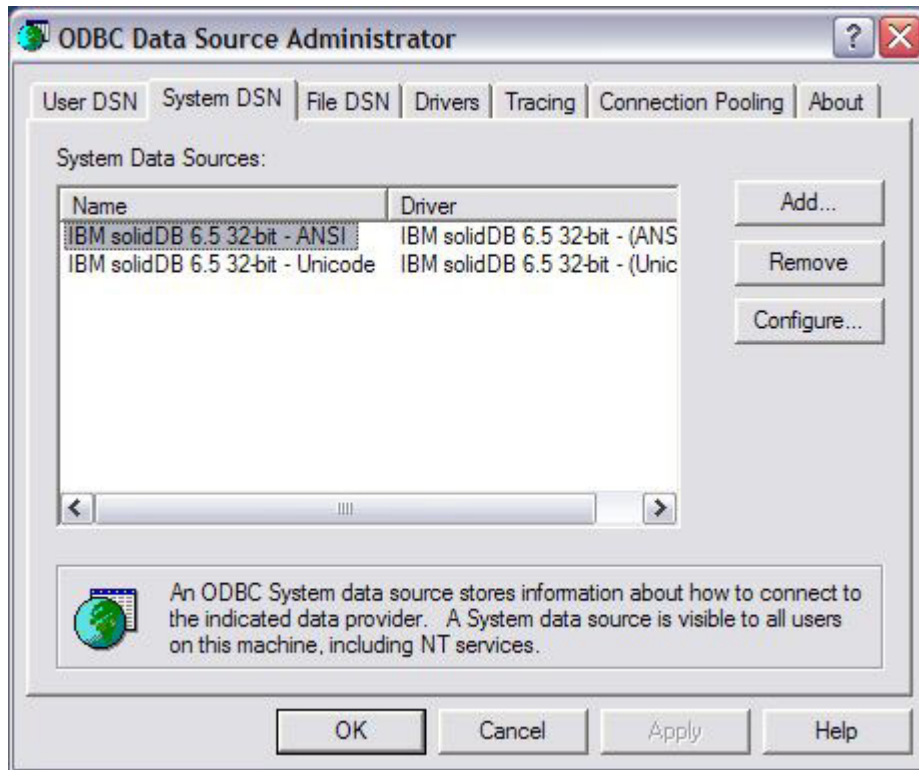 ODBC Data Source Administrator
User DSN System DSN File DSN Drivers Tracing Connection Pooling About
System Data Sources:
Name Driver
IBM solidDB 6.5 32-bit - ANSI IBM solidDB 6.5 32-bit - (ANS
IBM solidDB 6.5 32-bit - Unicode IBM solidDB 6.5 32-bit - (Unic
Add...
Remove
Configure...
An ODBC System data source stores information about how to connect to
the indicated data provider. A System data source is visible to all users
on this machine, including NT services.
OK Cancel Apply Help